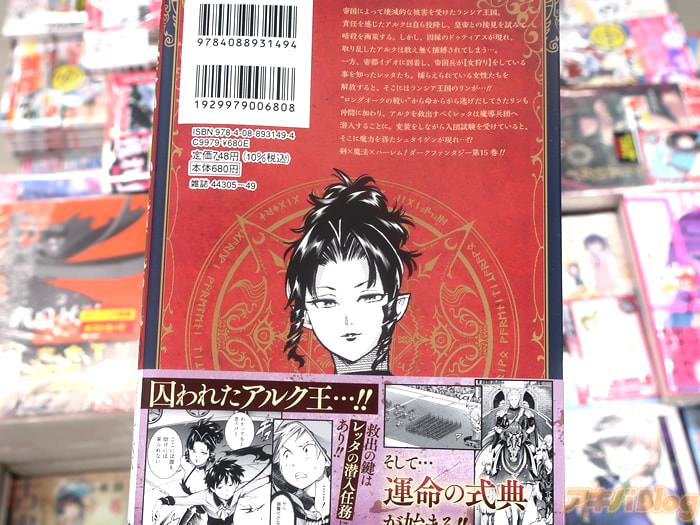 9784088931494
1929979006808
ISBN978-4-08-893149-4
C9979 ¥680E
定価748円(10%税込)
本体680円
雑誌 44305-49
帝国によって壊滅的な被害を受けたランシア王国。
責任を感じたアルクは自ら投降し、皇帝との接見を試みて
暗殺を画策する。しかし、因縁のドゥティアスが現れ、
取り乱したアルクは敢え無く捕縛されてしまう…。
一方、帝都イデオに到着し、帝国兵が【女狩り】をしている
事を知ったレッタたち。捕らえられている女性たちを
解放すると、そこにはランシア王国のリンが…!!
“ロングオークの戦い”から命からがら逃げだしてきたリンも
仲間に加わり、アルクを救出すべくレッタは魔導兵団へ
潜入することに。変装をしながら入団試験を受けていると、
そこに魔力を得たシュタイゲンが現れ…!?
剣×魔法×ハーレム!ダークファンタジー第15巻!!
囚われたアルク王…!!
救出の鍵は
レッタの潜入任務に
あり!!
そして…
運命の式典
が始まる!!
アキバBlog